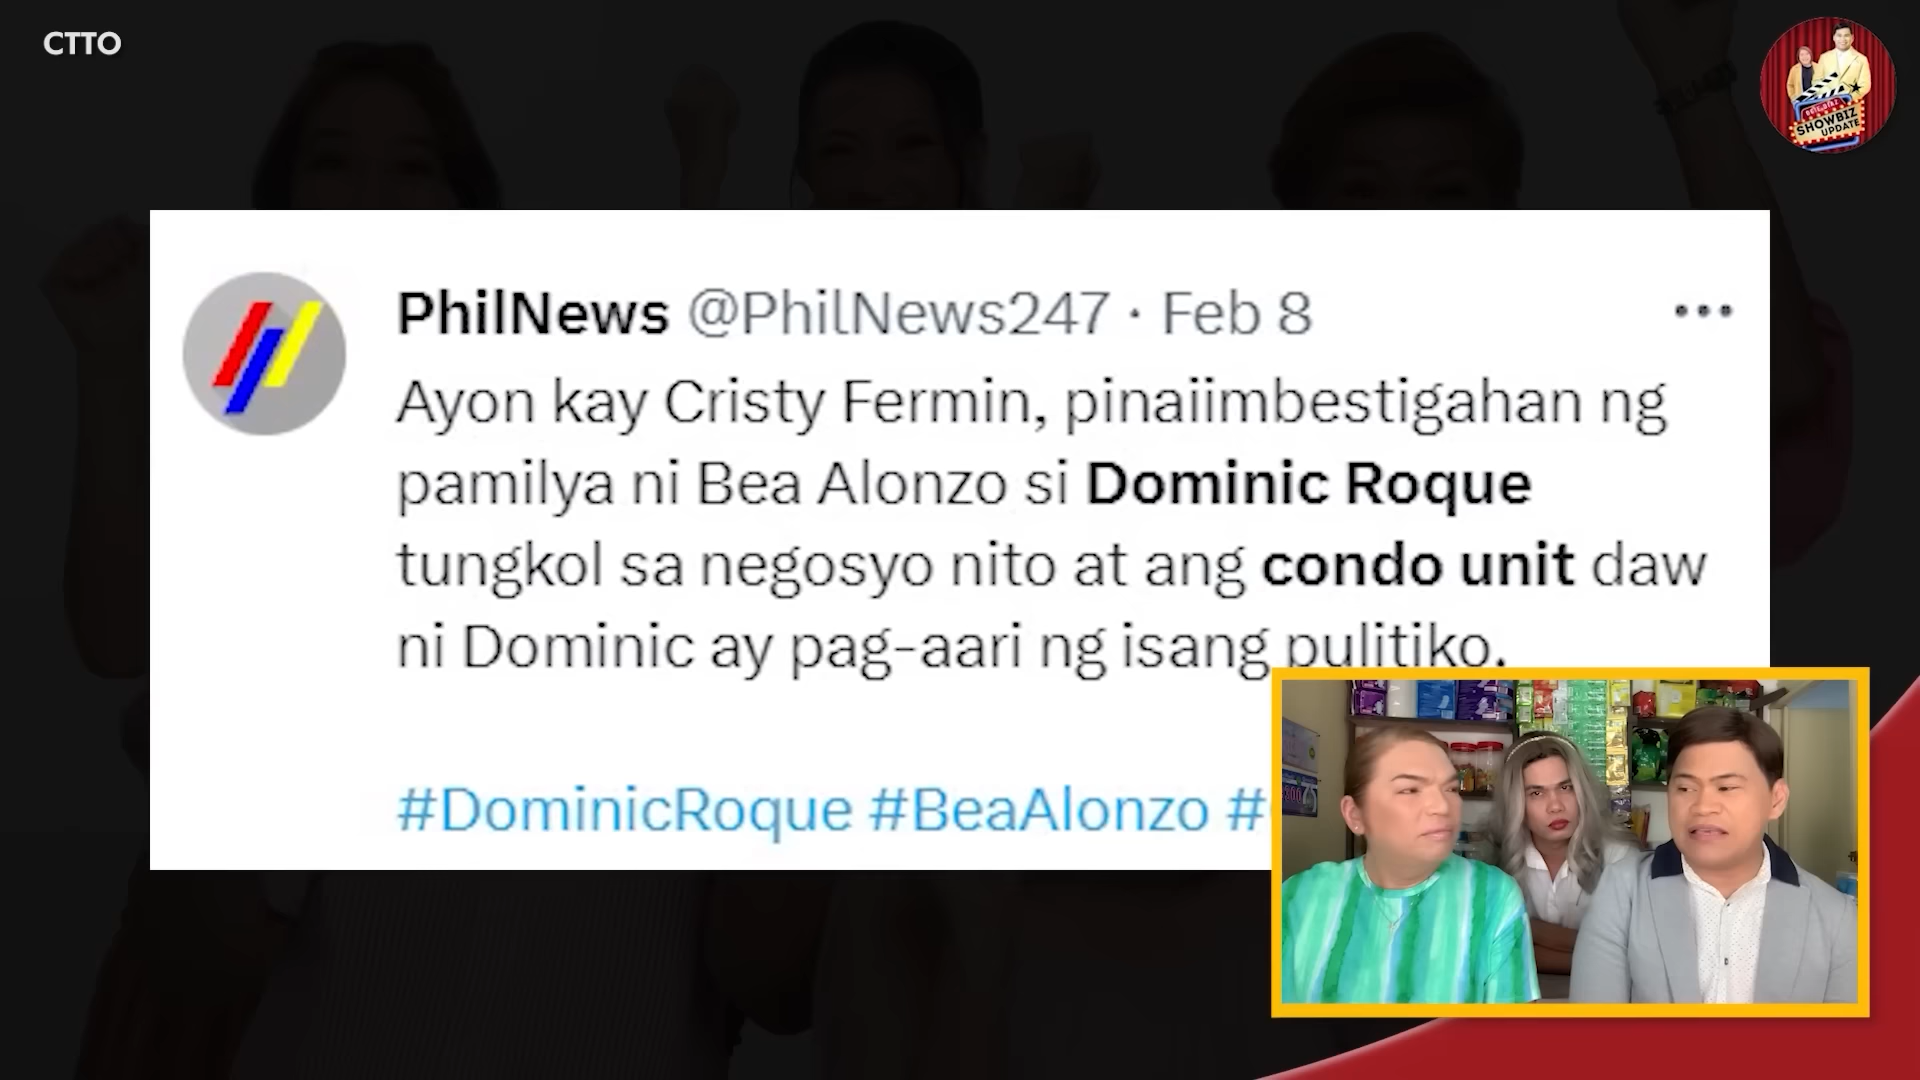 CTTO
SHOWBIZ
UPDATE
PhilNews @PhilNews247 · Feb 8
Ayon kay Cristy Fermin, pinaiimbestigahan ng
pamilya ni Bea Alonzo si Dominic Roque
tungkol sa negosyo nito at ang condo unit daw
ni Dominic ay pag-aari ng isang pulitiko.
#DominicRoque #BeaAlonzo #